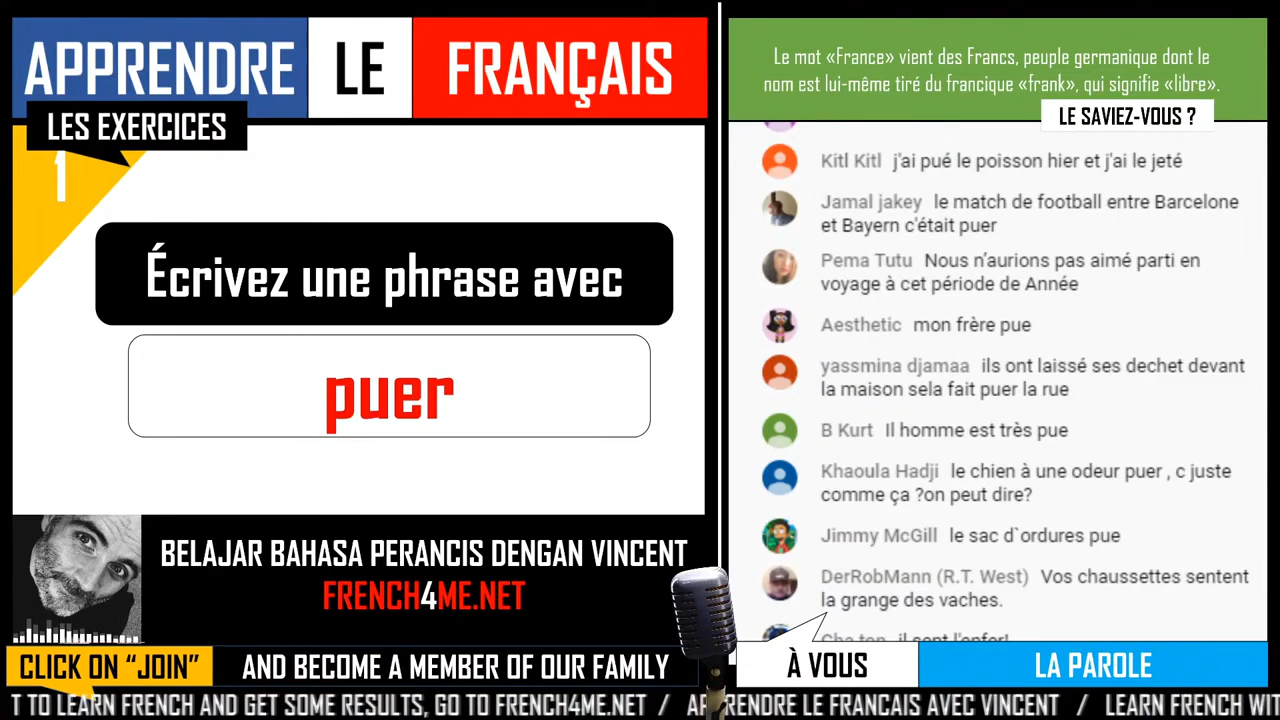 APPRENDRE LE FRANÇAIS
LES EXERCICES
1
Écrivez une phrase avec
puer
BELAJAR BAHASA PERANCIS DENGAN VINCENT
FRENCH4ME.NET
CLICK ON “JOIN” AND BECOME A MEMBER OF OUR FAMILY
Le mot «France» vient des Francs, peuple germanique dont le
nom est lui-même tiré du francique «frank», qui signifie «libre».
LE SAVIEZ-VOUS ?
Kitl Kitl j'ai pué le poisson hier et j'ai le jeté
Jamal jakey le match de football entre Barcelone
et Bayern c'était puer
Pema Tutu Nous n’aurions pas aimé parti en
voyage à cet période de Année
Aesthetic mon frère pue
yassmina djamaa ils ont laissé ses dechet devant
la maison sela fait puer la rue
B Kurt Il homme est très pue
Khaoula Hadji le chien à une odeur puer , c juste
comme ça ?on peut dire?
Jimmy McGill le sac d`ordures pue
DerRobMann (R.T. West) Vos chaussettes sentent
la grange des vaches.
il sont l'enfer!
À VOUS LA PAROLE
T TO LEARN FRENCH AND GET SOME RESULTS, GO TO FRENCH4ME.NET / APPRENDRE LE FRANCAIS AVEC VINCENT / LEARN FRENCH WIT